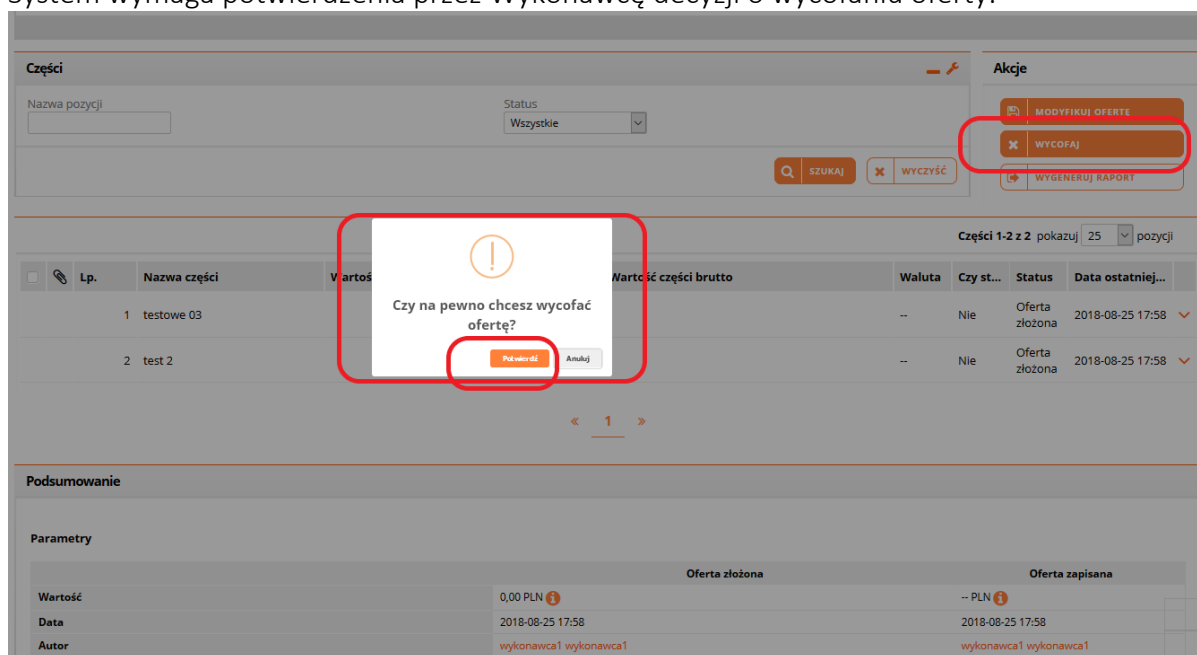 System wymaga potwierdzenia przez Wykonawcę decyzji o wycofaniu oferty.
Części
Akcje
Nazwa pozycji
Status
Wszystkie
SZUKAJ
WYCZYŚĆ
MODYFIKUJ OFERTĘ
WYCOFAJ
WYGENERUJ RAPORT
Części 1-2 z 2 pokazuj 25 pozycji
Lp. Nazwa części Wartoś Wartość części brutto Waluta Czy st... Status Data ostatniej...
1 testowe 03 -- Nie Oferta złożona 2018-08-25 17:58
2 test 2 -- Nie Oferta złożona 2018-08-25 17:58
Czy na pewno chcesz wycofać
ofertę?
Potwierdź Anuluj
« 1 »
Podsumowanie
Parametry
Oferta złożona Oferta zapisana
Wartość 0,00 PLN -- PLN
Data 2018-08-25 17:58 2018-08-25 17:58
Autor wykonawca1 wykonawca1 wykonawca1 wykonawca1